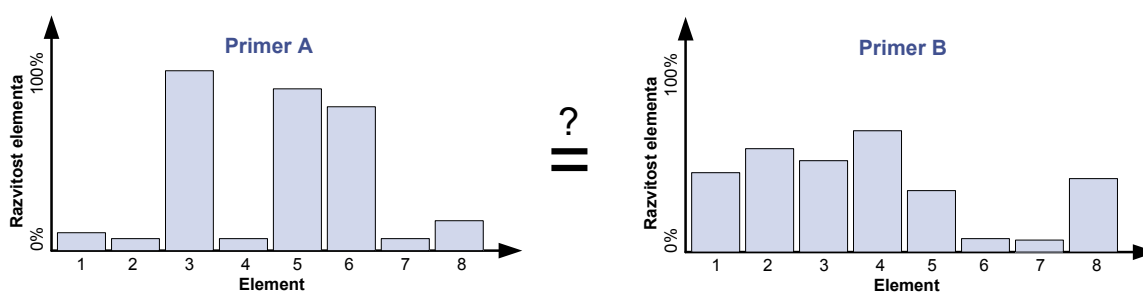 Primer A
100%
Razvitost elementa
0%
1 2 3 4 5 6 7 8
Element
?
=
Primer B
100%
Razvitost elementa
0%
1 2 3 4 5 6 7 8
Element